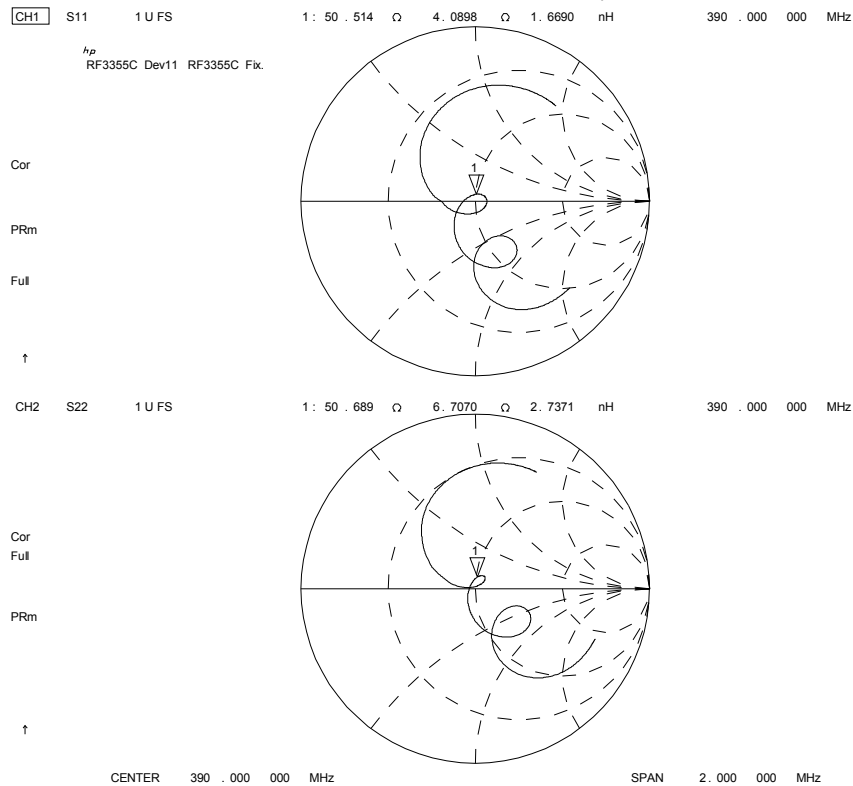 CH1 S11 1 U FS 1: 50 . 514 Ω 4. 0898 Ω 1. 6690 nH 390 . 000 000 MHz
hp
RF3355C Dev11 RF3355C Fix.
Cor
1
PRm
Full
↑
CH2 S22 1 U FS 1: 50 . 689 Ω 6. 7070 Ω 2. 7371 nH 390 . 000 000 MHz
Cor
Full
1
PRm
↑
CENTER 390 . 000 000 MHz SPAN 2. 000 000 MHz